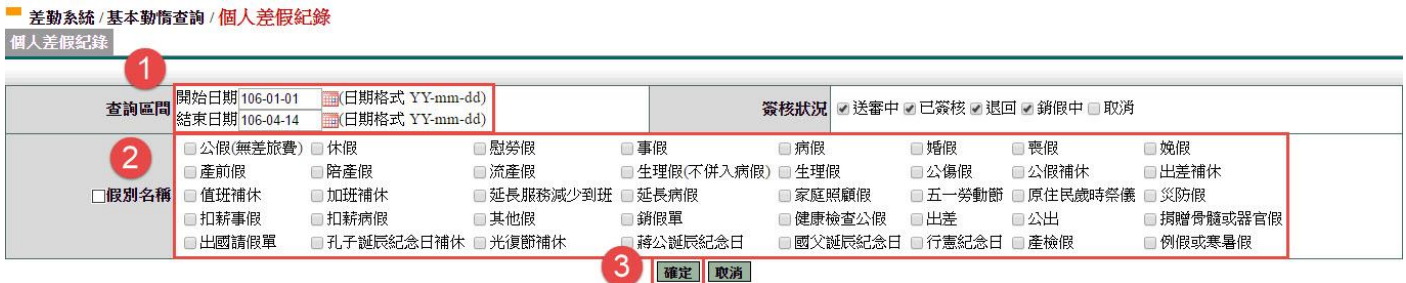 差勤系統 / 基本勤惰查詢 / 個人差假紀錄
個人差假紀錄
1
查詢區間 開始日期 106-01-01 (日期格式 YY-mm-dd) 簽核狀況 送審中 已簽核 退回 銷假中 取消
結束日期 106-04-14 (日期格式 YY-mm-dd)
2
假別名稱
公假(無差旅費) 休假 慰勞假 事假 病假 婚假 喪假 娩假
產前假 陪產假 流產假 生理假(不併入病假) 生理假 公傷假 公假補休 出差補休
值班補休 加班補休 延長服務減少到班 延長病假 家庭照顧假 五一勞動節 原住民歲時祭儀 災防假
扣薪事假 扣薪病假 其他假 銷假單 健康檢查公假 出差 公出 捐贈骨髓或器官假
出國請假單 孔子誕辰紀念日補休 光復節補休 蔣公誕辰紀念日 國父誕辰紀念日 行憲紀念日 產檢假 例假或寒暑假
3 確定 取消